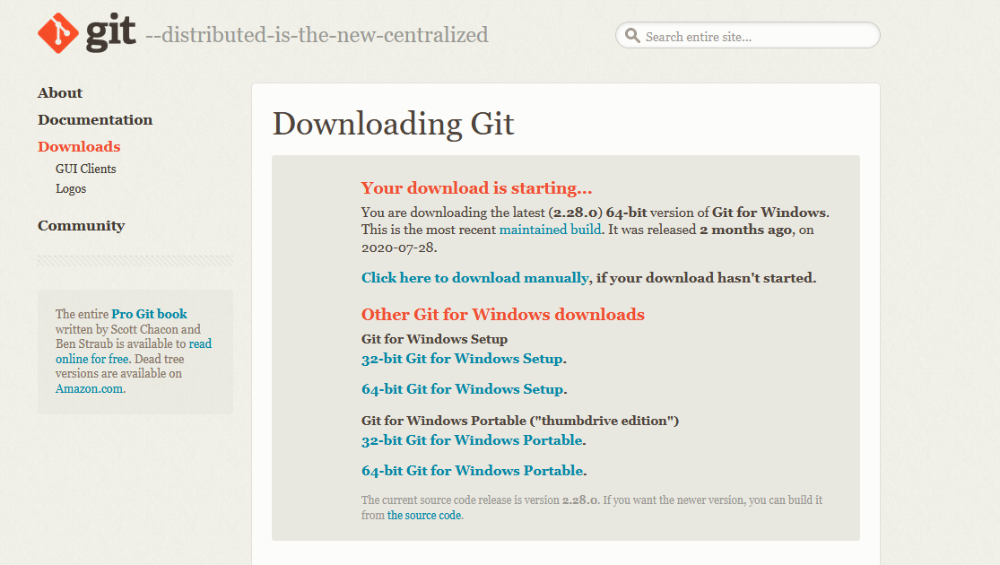 git --distributed-is-the-new-centralized
Search entire site...
About
Documentation
Downloads
GUI Clients
Logos
Community
The entire Pro Git book
written by Scott Chacon and
Ben Straub is available to read
online for free. Dead tree
versions are available on
Amazon.com.
Downloading Git
Your download is starting...
You are downloading the latest (2.28.0) 64-bit version of Git for Windows.
This is the most recent maintained build. It was released 2 months ago, on
2020-07-28.
Click here to download manually, if your download hasn't started.
Other Git for Windows downloads
Git for Windows Setup
32-bit Git for Windows Setup.
64-bit Git for Windows Setup.
Git for Windows Portable ("thumbdrive edition")
32-bit Git for Windows Portable.
64-bit Git for Windows Portable.
The current source code release is version 2.28.0. If you want the newer version, you can build it
from the source code.